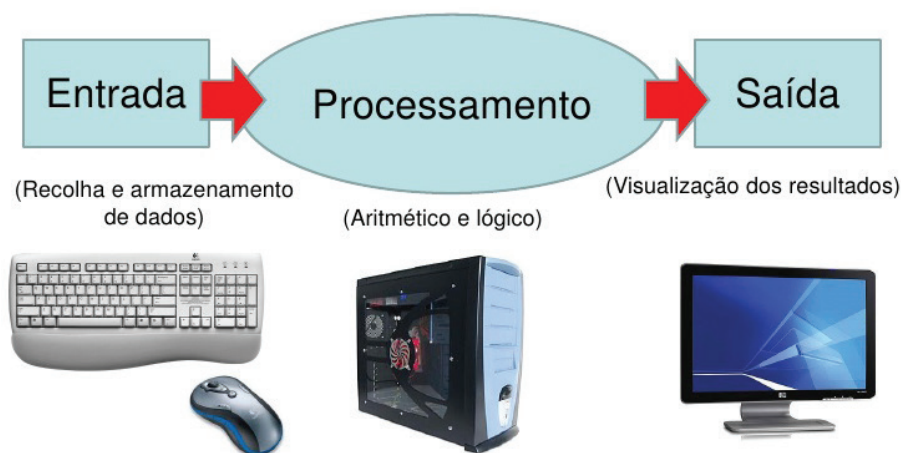 Entrada
Processamento
Saída
(Recolha e armazenamento
de dados)
(Aritmético e lógico)
(Visualização dos resultados)